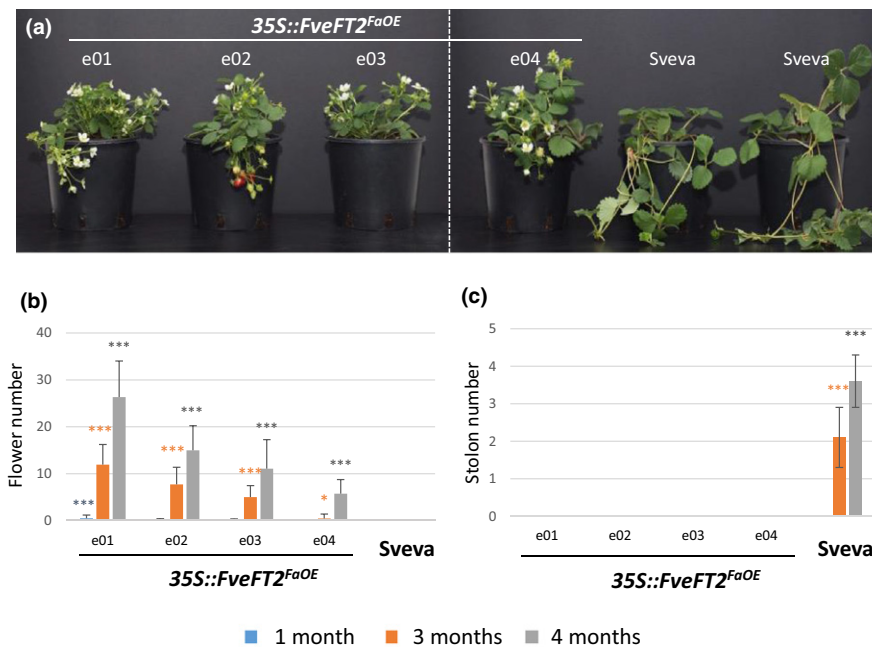 (a)
35S::FveFT2FaOE
e01 e02 e03 e04 Sveva Sveva
(b)
Flower number
40
30
20
10
0
***
***
***
***
***
***
***
*
***
e01 e02 e03 e04
35S::FveFT2FaOE
Sveva
(c)
Stolon number
5
4
3
2
1
0
***
***
e01 e02 e03 e04
35S::FveFT2FaOE
Sveva
1 month 3 months 4 months